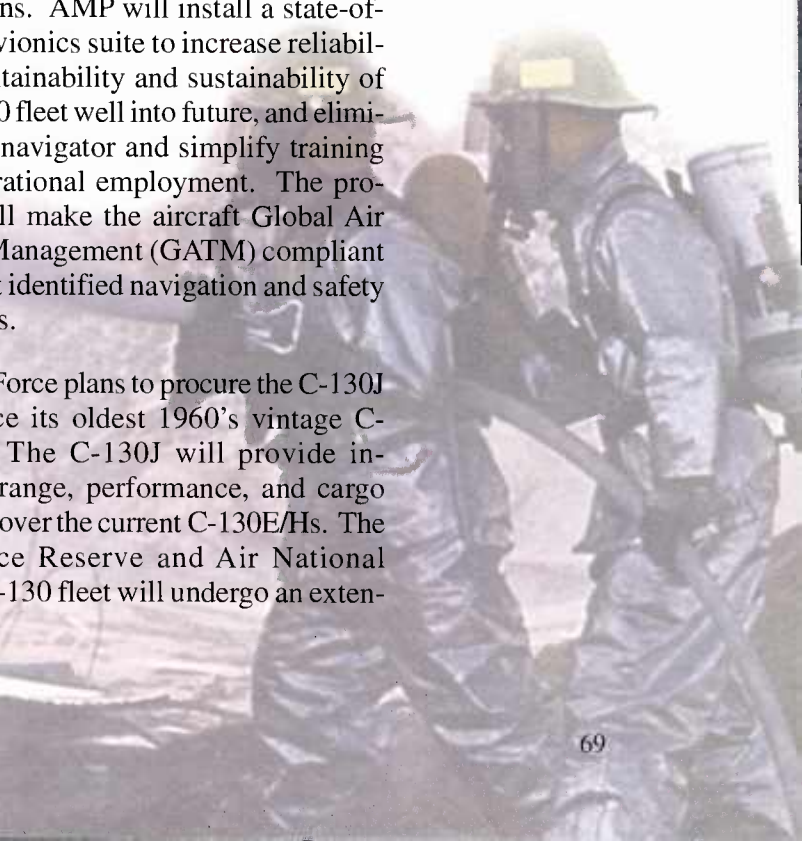 ns. AMP will install a state-of-
vionics suite to increase reliabil-
tainability and sustainability of
0 fleet well into future, and elimi-
navigator and simplify training
rational employment. The pro-
ll make the aircraft Global Air
Management (GATM) compliant
t identified navigation and safety
s.
Force plans to procure the C-130J
ce its oldest 1960's vintage C-
The C-130J will provide in-
range, performance, and cargo
over the current C-130E/Hs. The
ce Reserve and Air National
-130 fleet will undergo an exten-
69